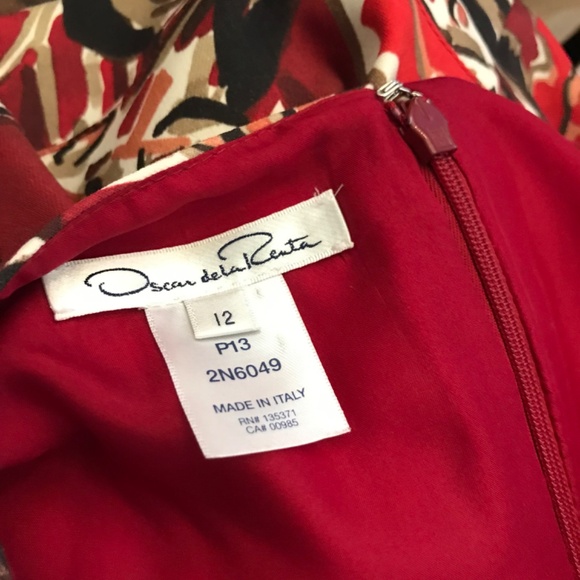 Oscar de la Renta
12
P13
2N6049
MADE IN ITALY
RN# 135371
CA# 00985